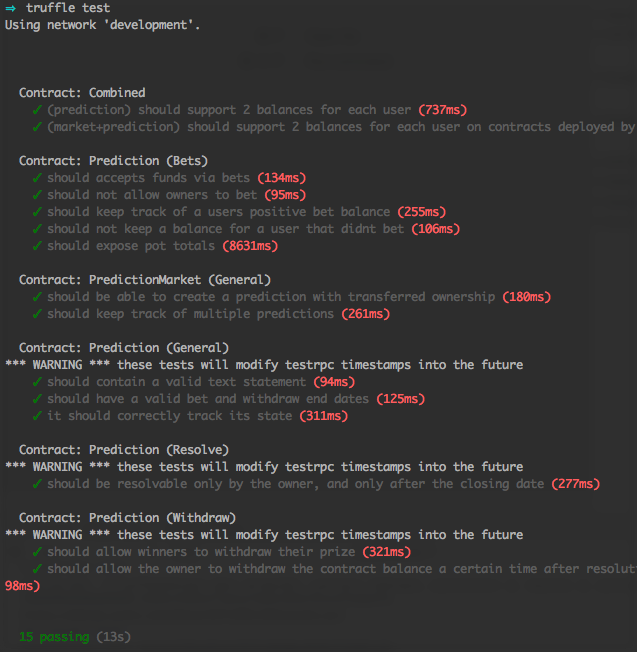 ⇒ truffle test
Using network 'development'.
Contract: Combined
✓ (prediction) should support 2 balances for each user (737ms)
✓ (market+prediction) should support 2 balances for each user on contracts deployed by
Contract: Prediction (Bets)
✓ should accepts funds via bets (134ms)
✓ should not allow owners to bet (95ms)
✓ should keep track of a users positive bet balance (255ms)
✓ should not keep a balance for a user that didnt bet (106ms)
✓ should expose pot totals (8631ms)
Contract: PredictionMarket (General)
✓ should be able to create a prediction with transferred ownership (180ms)
✓ should keep track of multiple predictions (261ms)
Contract: Prediction (General)
*** WARNING *** these tests will modify testrpc timestamps into the future
✓ should contain a valid text statement (94ms)
✓ should have a valid bet and withdraw end dates (125ms)
✓ it should correctly track its state (311ms)
Contract: Prediction (Resolve)
*** WARNING *** these tests will modify testrpc timestamps into the future
✓ should be resolvable only by the owner, and only after the closing date (277ms)
Contract: Prediction (Withdraw)
*** WARNING *** these tests will modify testrpc timestamps into the future
✓ should allow winners to withdraw their prize (321ms)
✓ should allow the owner to withdraw the contract balance a certain time after resolut
98ms)
15 passing (13s)